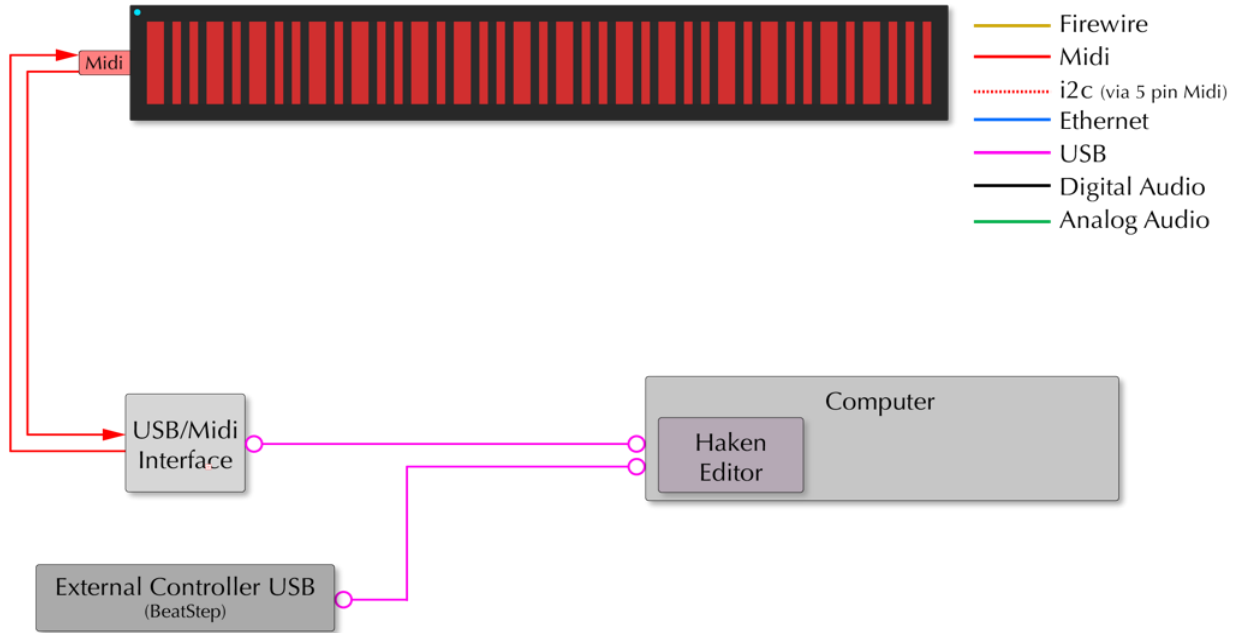 Midi
Firewire
Midi
i2c (via 5 pin Midi)
Ethernet
USB
Digital Audio
Analog Audio
USB/Midi
Interface
Computer
Haken
Editor
External Controller USB
(BeatStep)